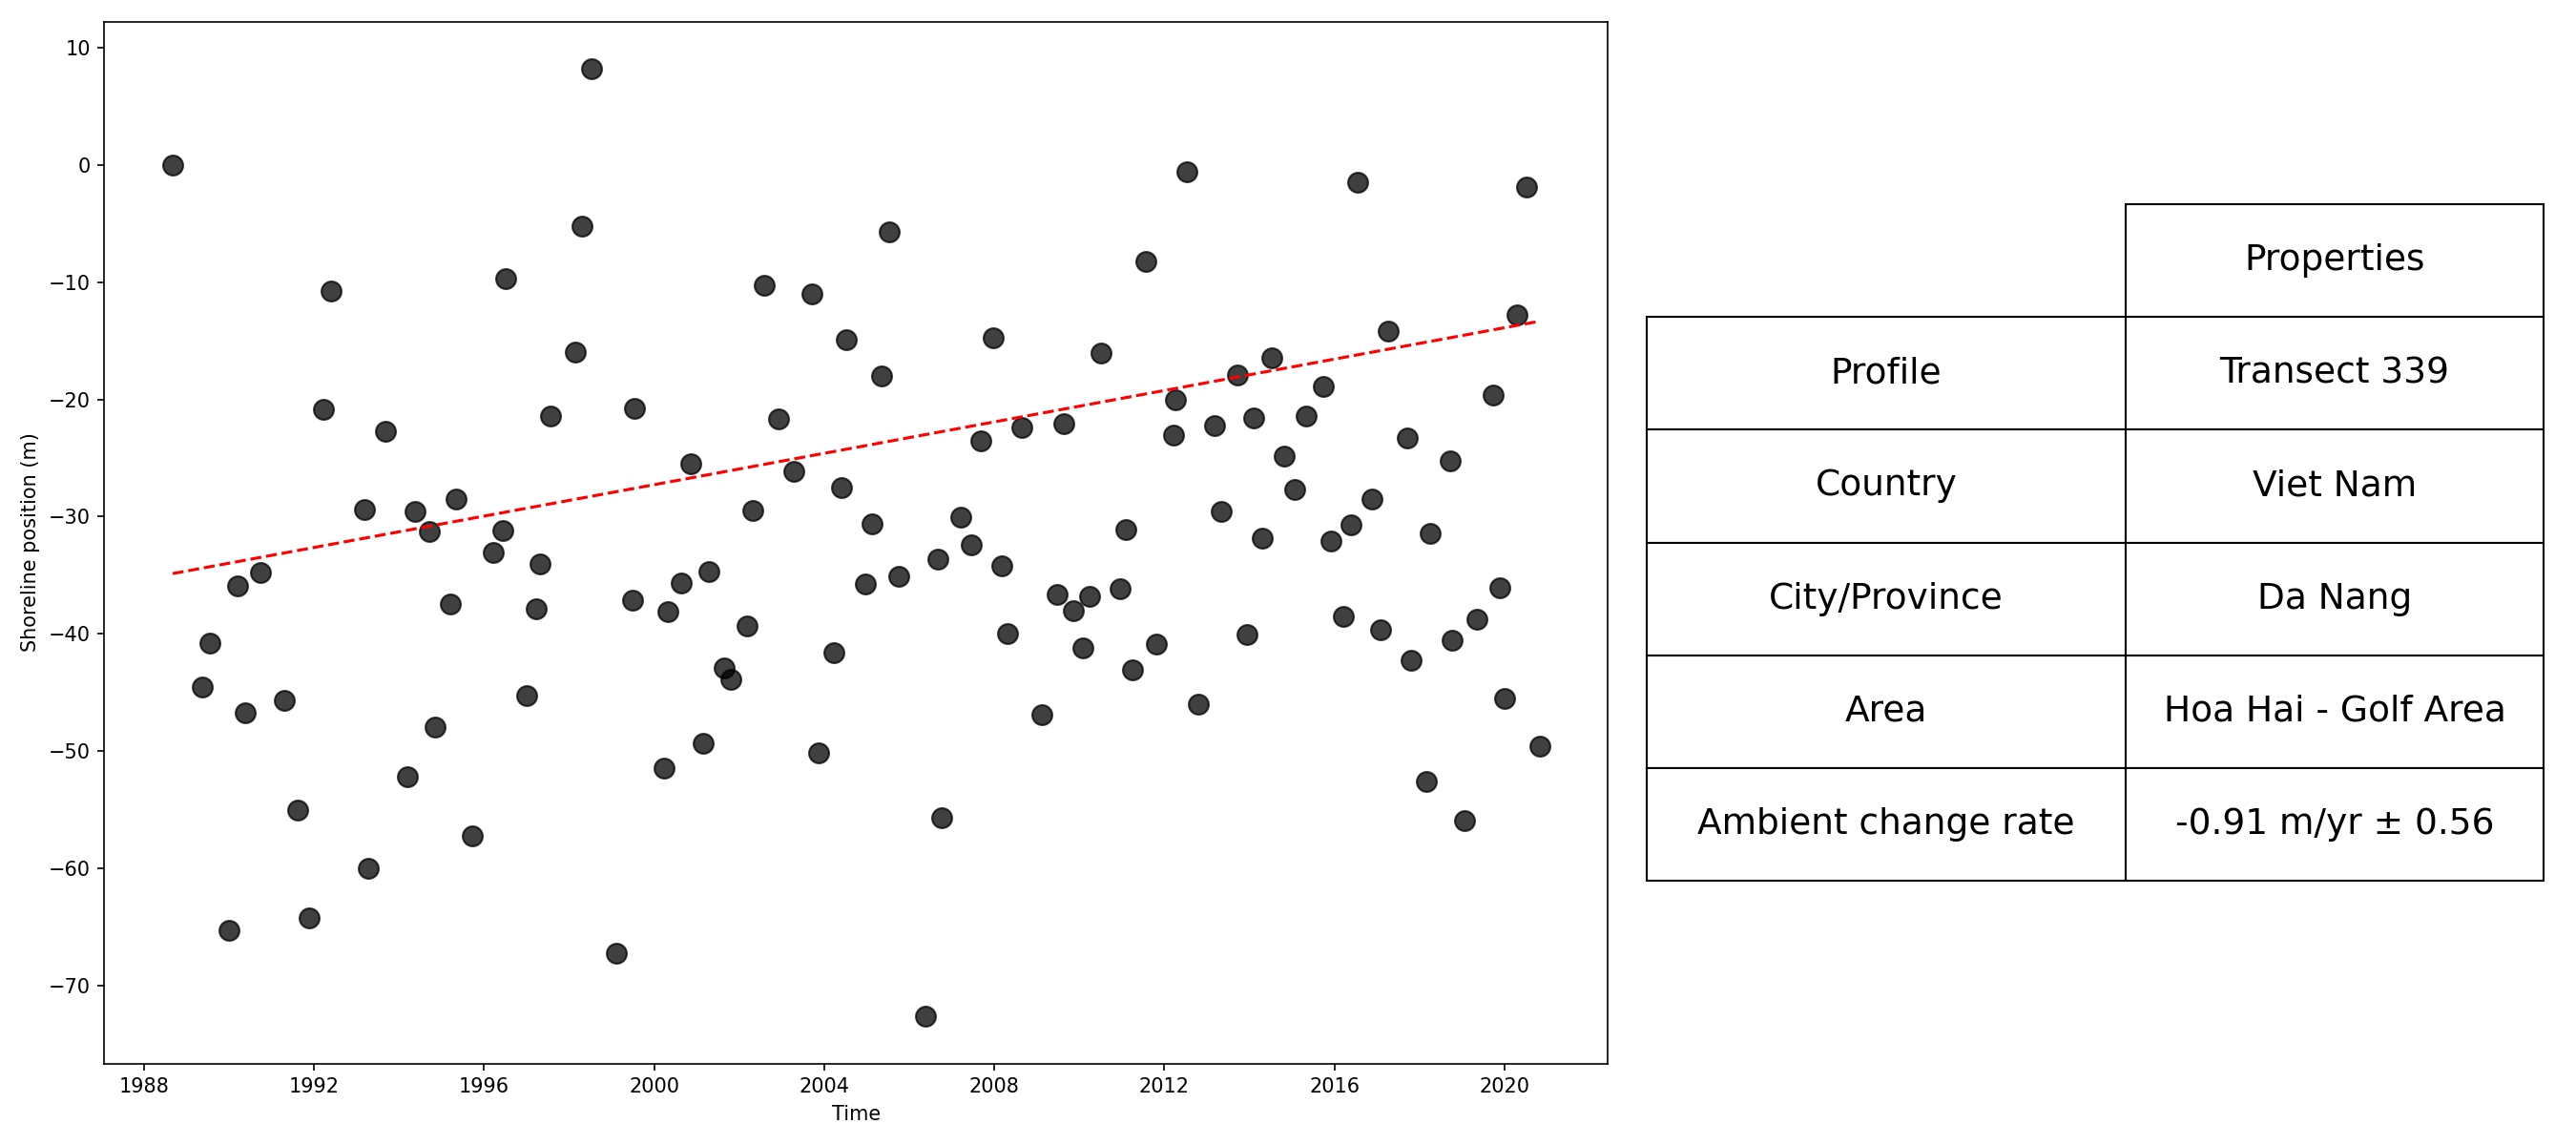 10
0
−10
−20
−30
−40
−50
−60
−70
Shoreline position (m)
1988 1992 1996 2000 2004 2008 2012 2016 2020
Time
Properties
Profile Transect 339
Country Viet Nam
City/Province Da Nang
Area Hoa Hai - Golf Area
Ambient change rate -0.91 m/yr ± 0.56